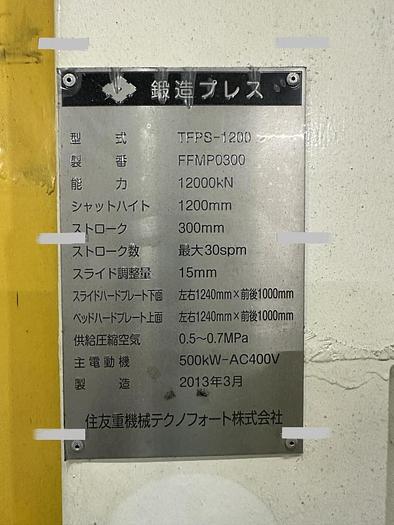 鍛造プレス
型式 TFPS-1200
製番 FFMP0300
能力 12000kN
シャットハイト 1200mm
ストローク 300mm
ストローク数 最大30spm
スライド調整量 15mm
スライドハードプレート下面 左右1240mm×前後1000mm
ベッドハードプレート上面 左右1240mm×前後1000mm
供給圧縮空気 0.5～0.7MPa
主電動機 500kW-AC400V
製造 2013年3月
住友重機械テクノフォート株式会社